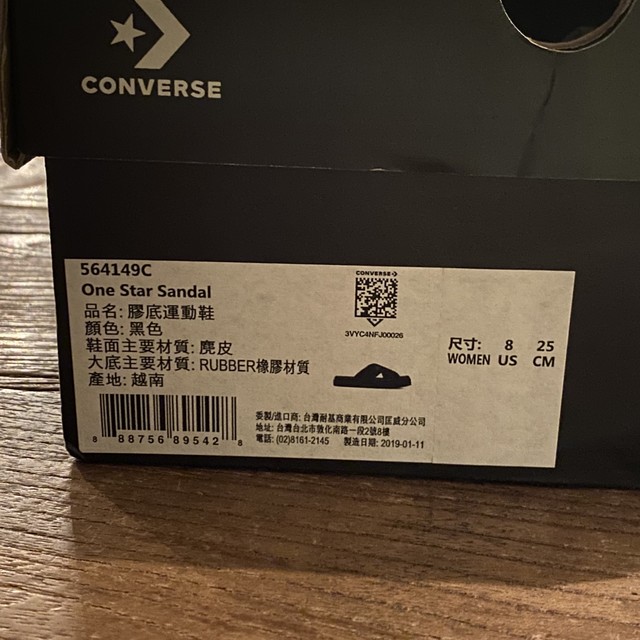 CONVERSE
564149C
One Star Sandal
品名: 膠底運動鞋
顏色: 黑色
鞋面主要材質: 麂皮
大底主要材質: RUBBER橡膠材質
產地: 越南
8 88756 89542 8
CONVERSE
3VYC4NFJ00026
委製/進口商: 台灣耐基商業有限公司匡威分公司
地址: 台灣台北市敦化南路一段2號8樓
電話: (02)8161-2145 製造日期: 2019-01-11
尺寸: 8 25
WOMEN US CM